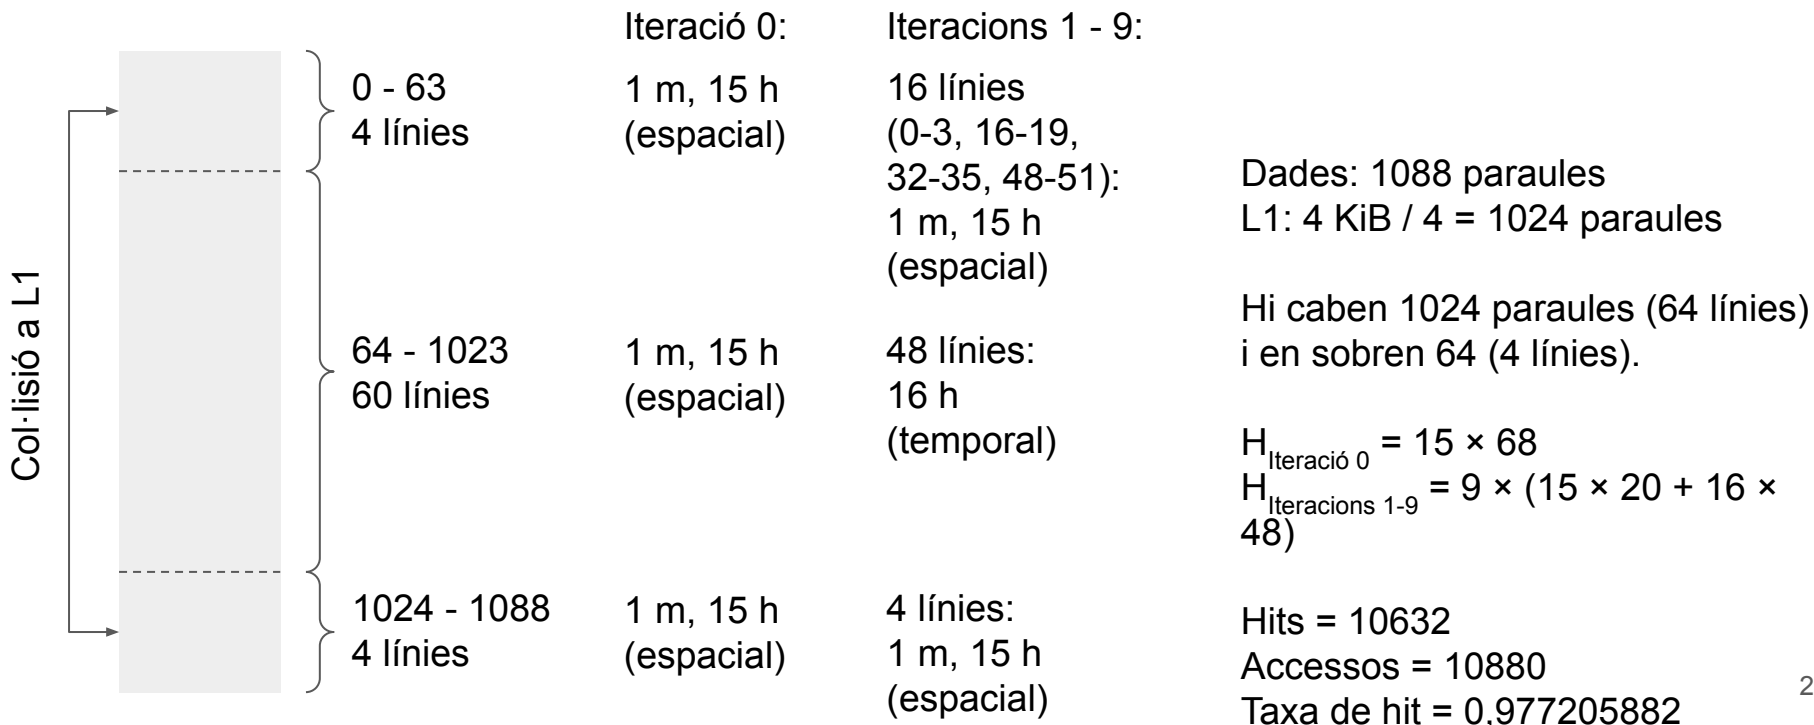 Iteració 0:
Iteracions 1 - 9:
Col·lisió a L1
0 - 63
4 línies
1 m, 15 h
(espacial)
16 línies
(0-3, 16-19,
32-35, 48-51):
1 m, 15 h
(espacial)
64 - 1023
60 línies
1 m, 15 h
(espacial)
48 línies:
16 h
(temporal)
1024 - 1088
4 línies
1 m, 15 h
(espacial)
4 línies:
1 m, 15 h
(espacial)
Dades: 1088 paraules
L1: 4 KiB / 4 = 1024 paraules
Hi caben 1024 paraules (64 línies)
i en sobren 64 (4 línies).
H Iteració 0 = 15 × 68
H Iteracions 1-9 = 9 × (15 × 20 + 16 ×
48)
Hits = 10632
Accessos = 10880
Taxa de hit = 0,977205882
2